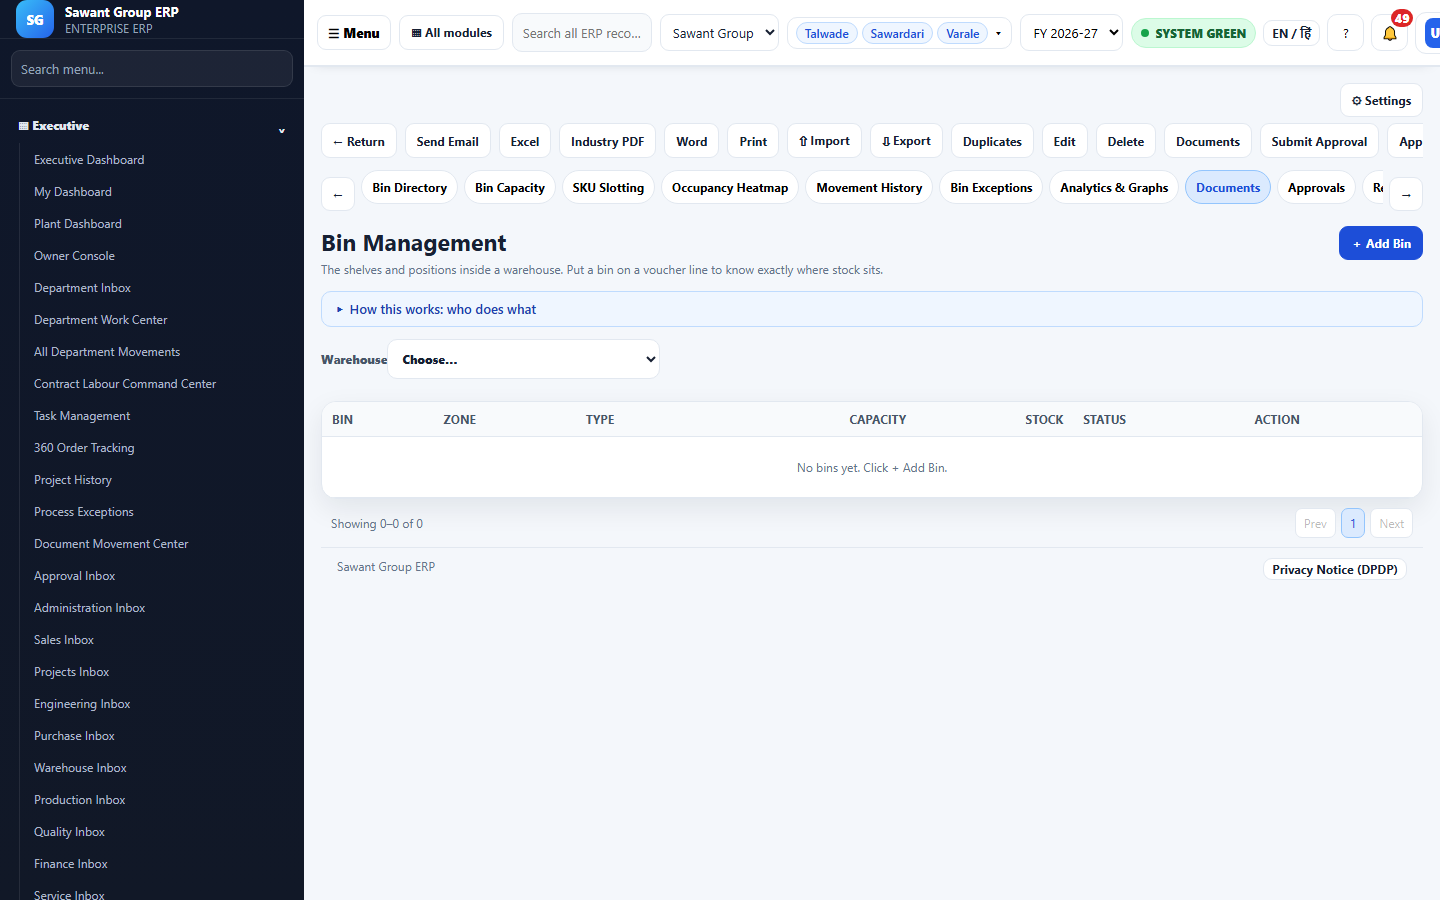 SG
Sawant Group ERP
ENTERPRISE ERP
☰ Menu
All modules
Search all ERP reco...
Sawant Group
Talwade
Sawardari
Varale
FY 2026-27
SYSTEM GREEN
EN / हिं
?
49
U
Search menu...
Executive
Executive Dashboard
My Dashboard
Plant Dashboard
Owner Console
Department Inbox
Department Work Center
All Department Movements
Contract Labour Command Center
Task Management
360 Order Tracking
Project History
Process Exceptions
Document Movement Center
Approval Inbox
Administration Inbox
Sales Inbox
Projects Inbox
Engineering Inbox
Purchase Inbox
Warehouse Inbox
Production Inbox
Quality Inbox
Finance Inbox
Service Inbox
⚙ Settings
← Return
Send Email
Excel
Industry PDF
Word
Print
⇧ Import
⇩ Export
Duplicates
Edit
Delete
Documents
Submit Approval
App
←
Bin Directory
Bin Capacity
SKU Slotting
Occupancy Heatmap
Movement History
Bin Exceptions
Analytics & Graphs
Documents
Approvals
→
Bin Management
+ Add Bin
The shelves and positions inside a warehouse. Put a bin on a voucher line to know exactly where stock sits.
▸ How this works: who does what
Warehouse
Choose...
BIN ZONE TYPE CAPACITY STOCK STATUS ACTION
No bins yet. Click + Add Bin.
Showing 0–0 of 0
Prev
1
Next
Sawant Group ERP
Privacy Notice (DPDP)